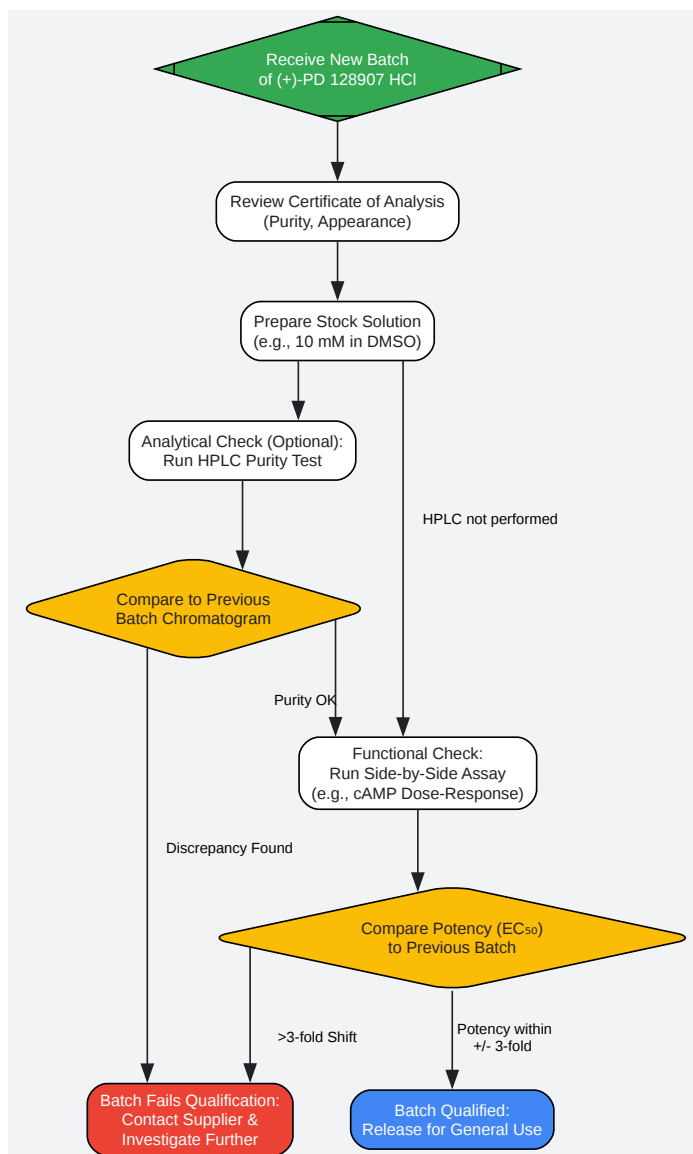 Receive New Batch
of (+)-PD 128907 HCl
Review Certificate of Analysis
(Purity, Appearance)
Prepare Stock Solution
(e.g., 10 mM in DMSO)
Analytical Check (Optional):
Run HPLC Purity Test
HPLC not performed
Compare to Previous
Batch Chromatogram
Purity OK
Functional Check:
Run Side-by-Side Assay
(e.g., cAMP Dose-Response)
Discrepancy Found
Compare Potency (EC₅₀)
to Previous Batch
>3-fold Shift
Potency within
+/- 3-fold
Batch Fails Qualification:
Contact Supplier &
Investigate Further
Batch Qualified:
Release for General Use